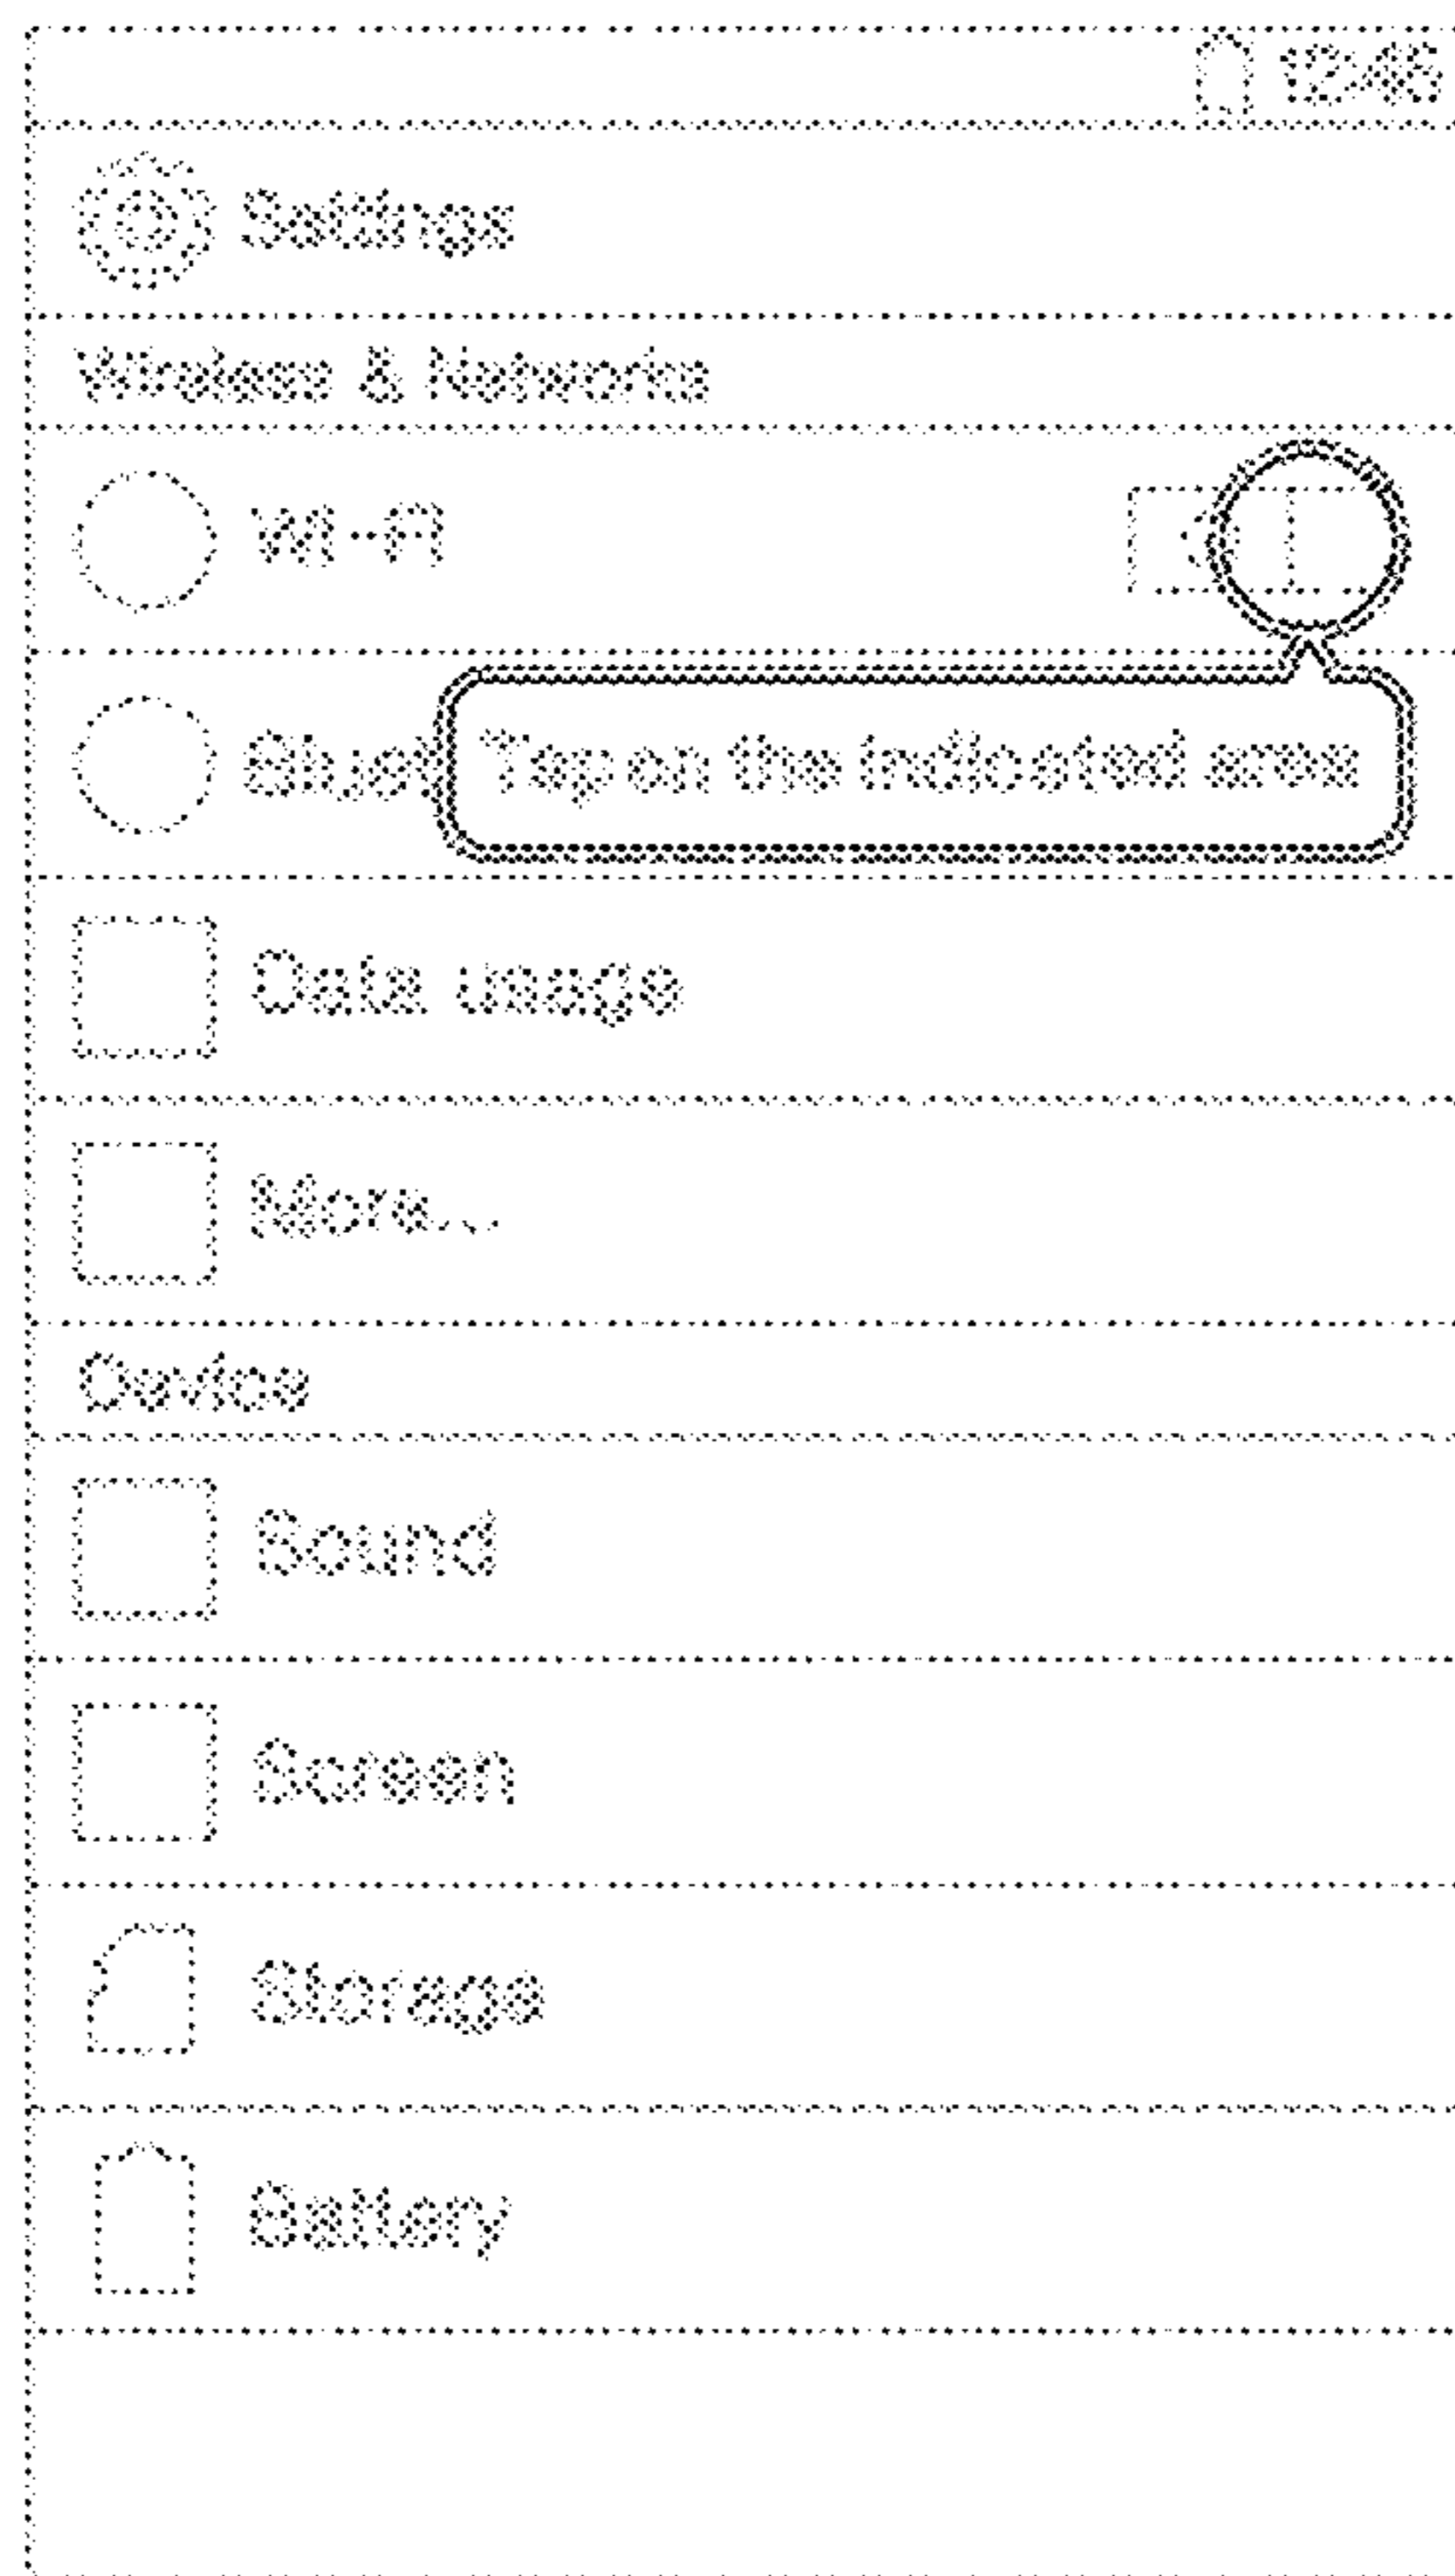 12:45
Settings
Wireless & Networks
Wi-Fi
Bluet
Tap on the indicated area
Data usage
More...
Device
Sound
Screen
Storage
Battery